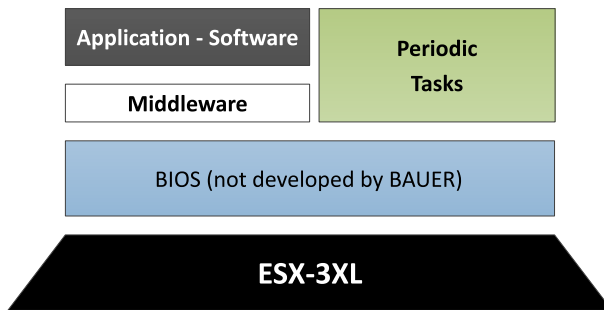 Application - Software
Periodic
Tasks
Middleware
BIOS (not developed by BAUER)
ESX-3XL